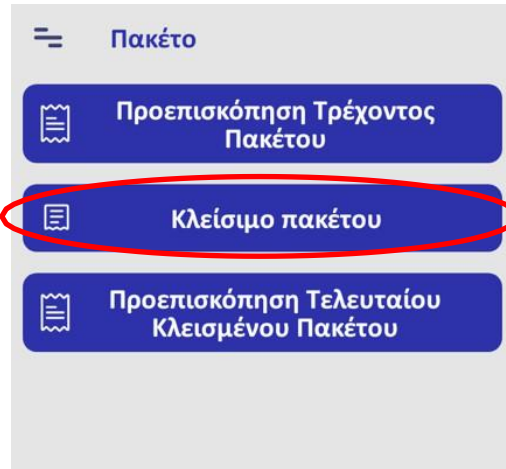 Πακέτο
Προεπισκόπηση Τρέχοντος
Πακέτου
Κλείσιμο πακέτου
Προεπισκόπηση Τελευταίου
Κλεισμένου Πακέτου